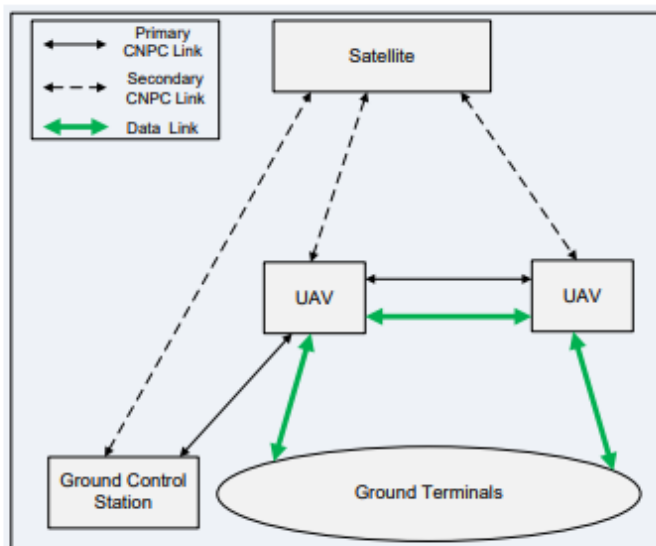 Primary
CNPC Link
Secondary
CNPC Link
Data Link
Satellite
UAV
UAV
Ground Control
Station
Ground Terminals